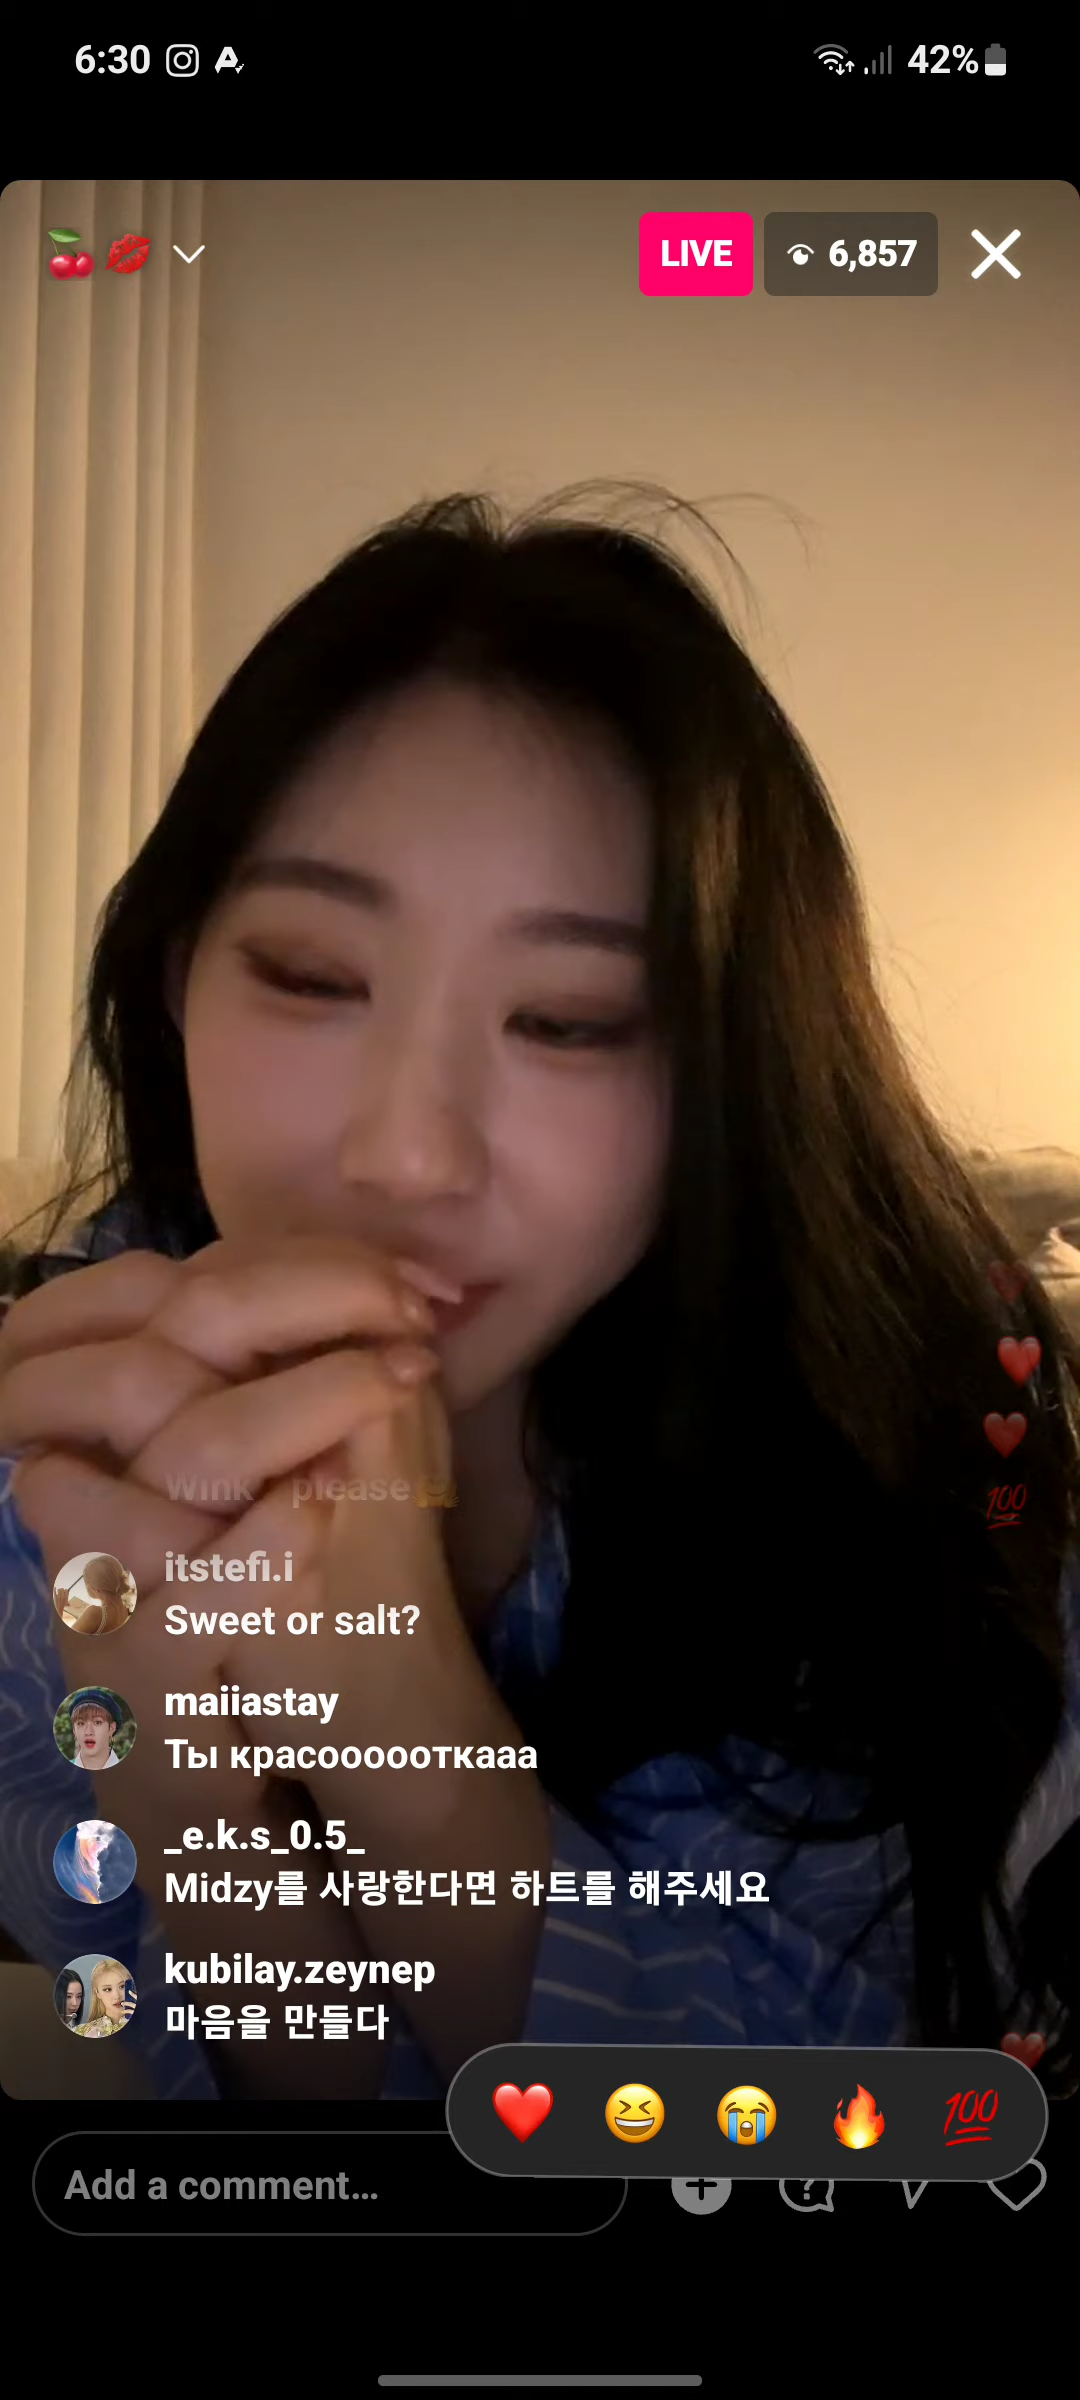 6:30
42%
LIVE
6,857
Wink please
itstefi.i
Sweet or salt?
maiiastay
Ты красоооооткааа
_e.k.s_0.5_
Midzy를 사랑한다면 하트를 해주세요
kubilay.zeynep
마음을 만들다
Add a comment...